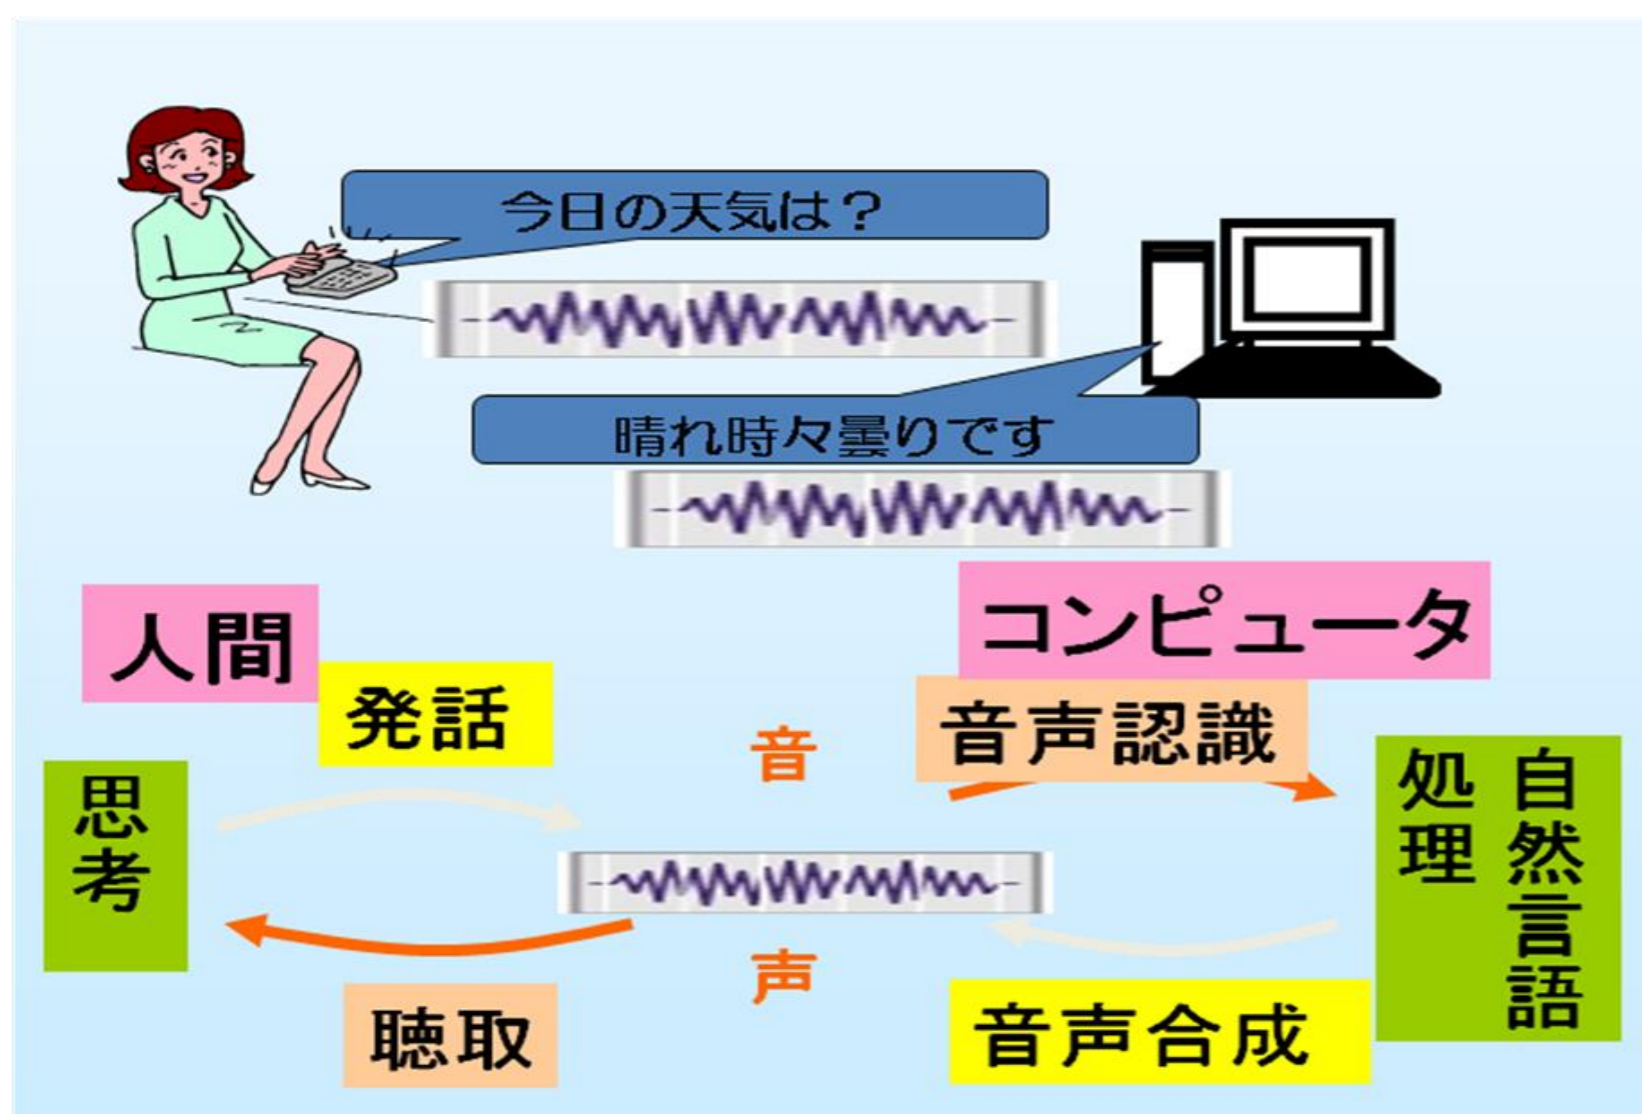 今日の天気は？
晴れ時々曇りです
人間
コンピュータ
発話
音声認識
思考
音声
自然言語
処理
聴取
音声合成